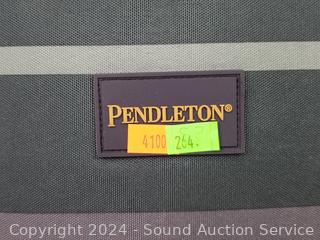 PENDLETON®
4100 264.
Copyright © 2024 - Sound Auction Service